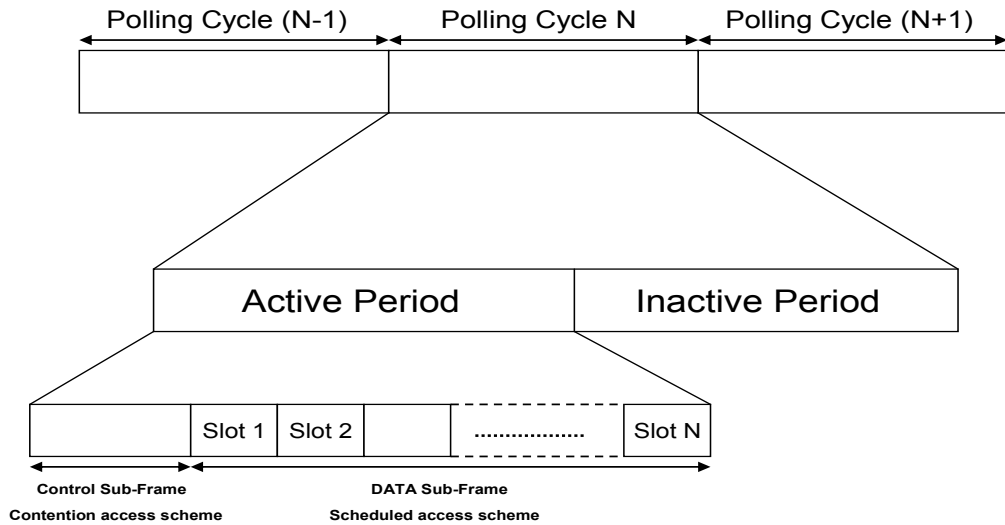 Polling Cycle (N-1) Polling Cycle N Polling Cycle (N+1)
Active Period Inactive Period
Slot 1 Slot 2 .................. Slot N
Control Sub-Frame DATA Sub-Frame
Contention access scheme Scheduled access scheme